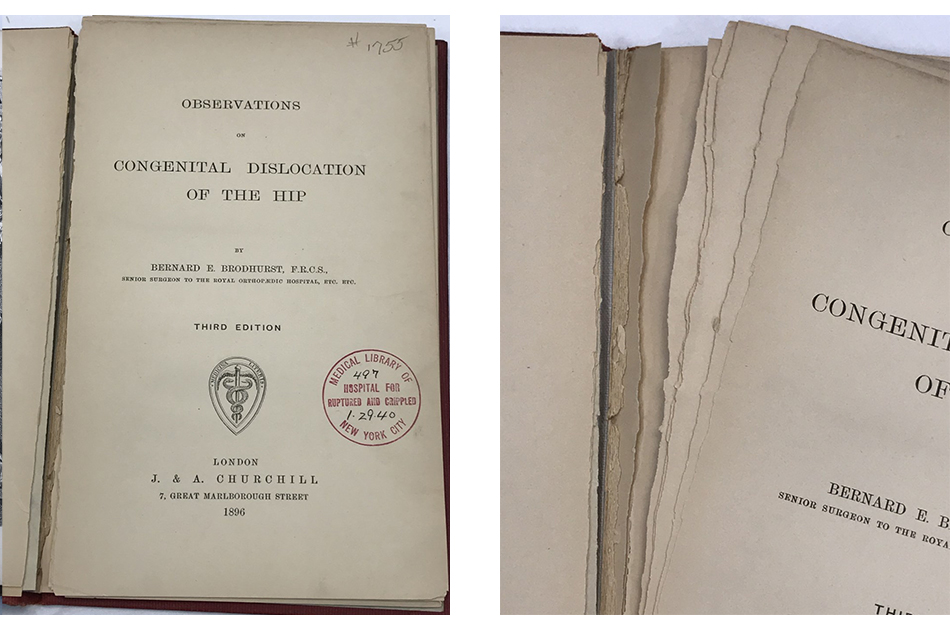 # 1755
OBSERVATIONS
ON
CONGENITAL DISLOCATION
OF THE HIP
BY
BERNARD E. BRODHURST, F.R.C.S.,
SENIOR SURGEON TO THE ROYAL ORTHOPÆDIC HOSPITAL, ETC. ETC.
THIRD EDITION
MEDICAL LIBRARY OF
497
HOSPITAL FOR
RUPTURED AND CRIPPLED
1-29-40
NEW YORK CITY
LONDON
J. & A. CHURCHILL
7, GREAT MARLBOROUGH STREET
1896
CONGENIT
OF
BERNARD E. B
SENIOR SURGEON TO THE ROYA
THI